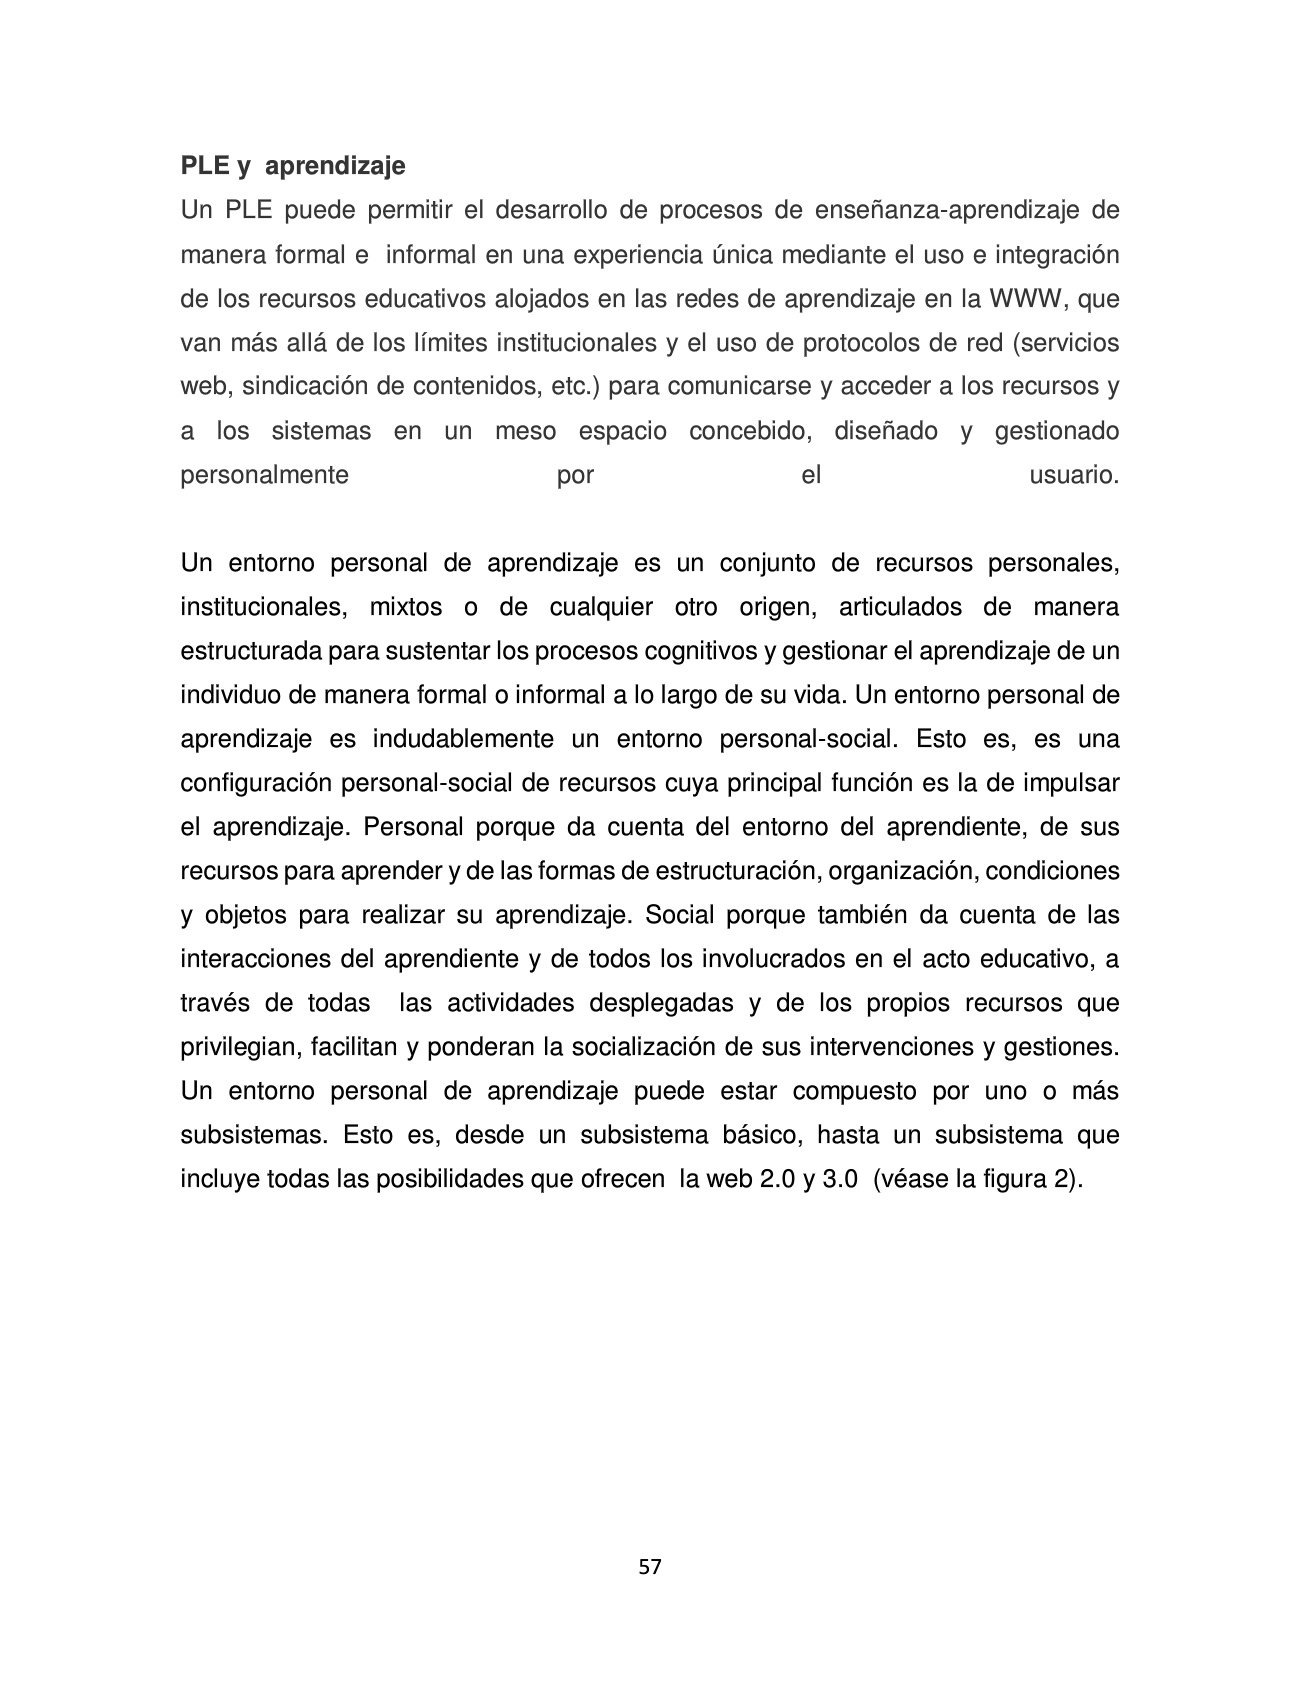 PLE y  aprendizaje
Un PLE puede permitir el desarrollo de procesos de enseñanza-aprendizaje de
manera formal e  informal en una experiencia única mediante el uso e integración
de los recursos educativos alojados en las redes de aprendizaje en la WWW, que
van más allá de los límites institucionales y el uso de protocolos de red (servicios
web, sindicación de contenidos, etc.) para comunicarse y acceder a los recursos y
a los sistemas en un meso espacio concebido, diseñado y gestionado
personalmente por el usuario.
Un entorno personal de aprendizaje es un conjunto de recursos personales,
institucionales, mixtos o de cualquier otro origen, articulados de manera
estructurada para sustentar los procesos cognitivos y gestionar el aprendizaje de un
individuo de manera formal o informal a lo largo de su vida. Un entorno personal de
aprendizaje es indudablemente un entorno personal-social. Esto es, es una
configuración personal-social de recursos cuya principal función es la de impulsar
el aprendizaje. Personal porque da cuenta del entorno del aprendiente, de sus
recursos para aprender y de las formas de estructuración, organización, condiciones
y objetos para realizar su aprendizaje. Social porque también da cuenta de las
interacciones del aprendiente y de todos los involucrados en el acto educativo, a
través de todas  las actividades desplegadas y de los propios recursos que
privilegian, facilitan y ponderan la socialización de sus intervenciones y gestiones.
Un entorno personal de aprendizaje puede estar compuesto por uno o más
subsistemas. Esto es, desde un subsistema básico, hasta un subsistema que
incluye todas las posibilidades que ofrecen  la web 2.0 y 3.0  (véase la figura 2).
57